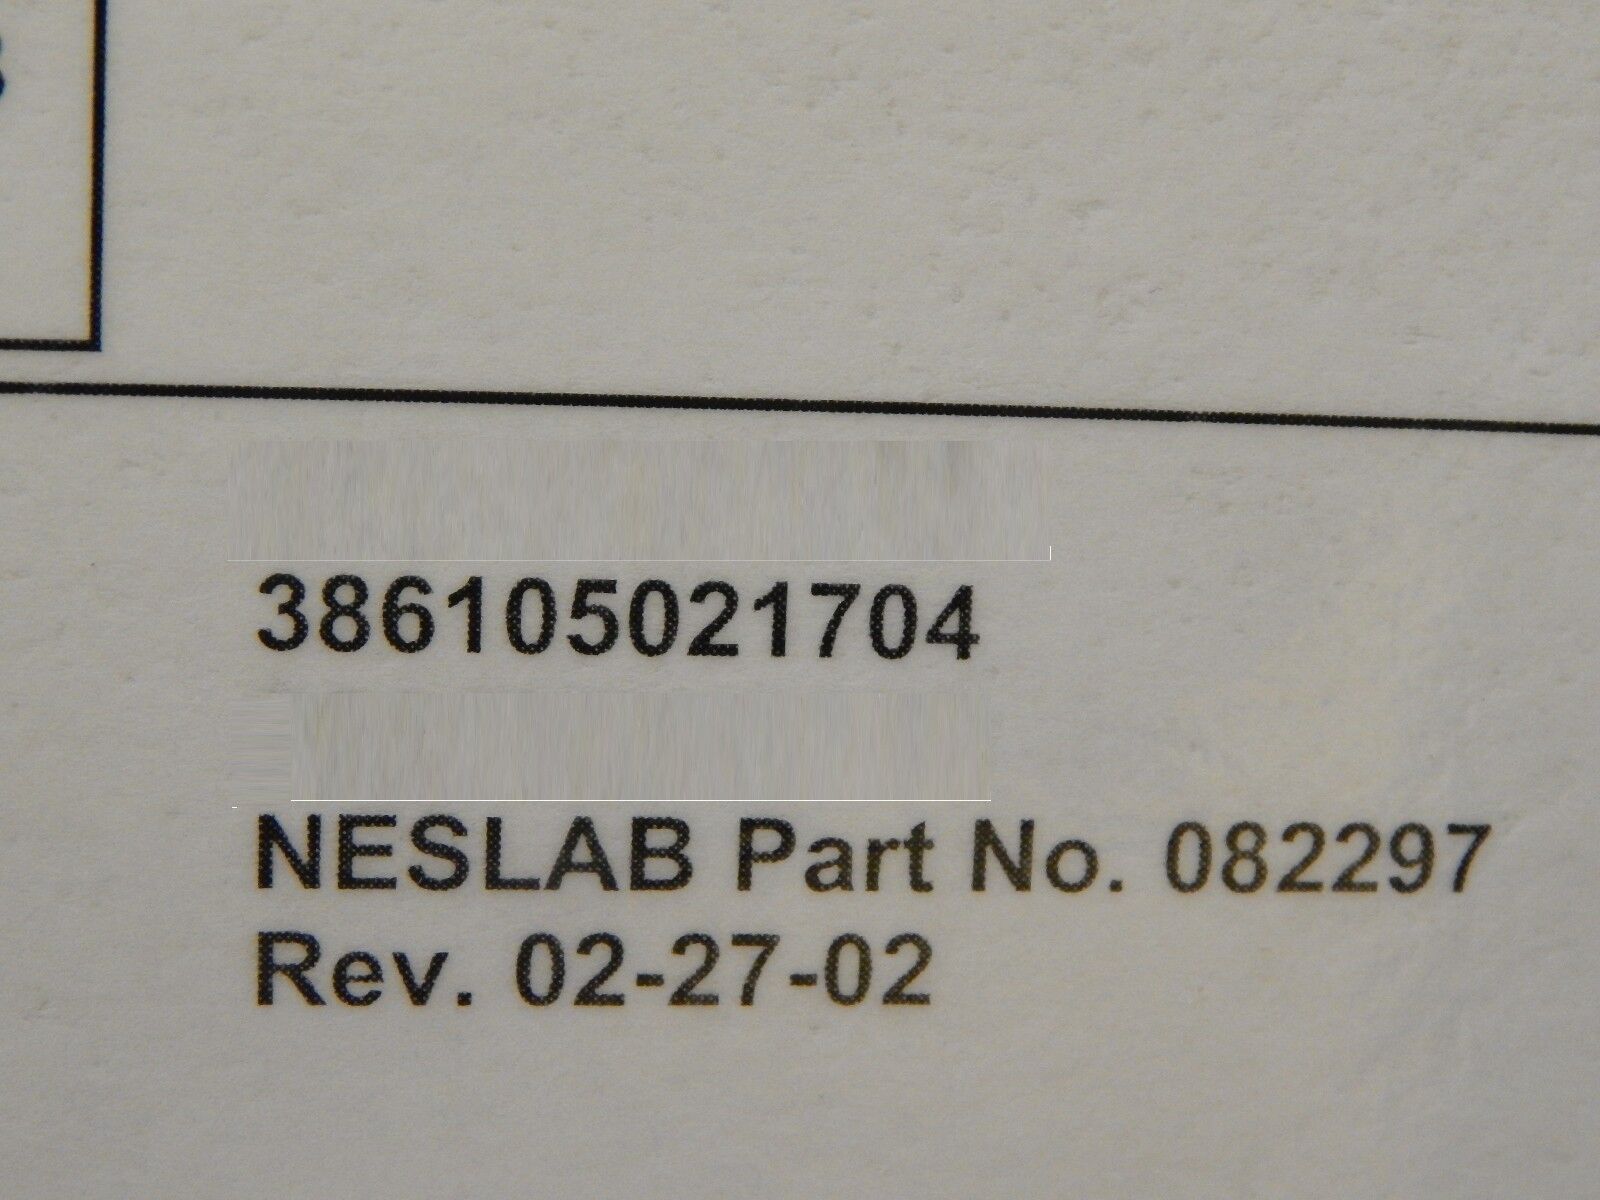 386105021704
NESLAB Part No. 082297
Rev. 02-27-02